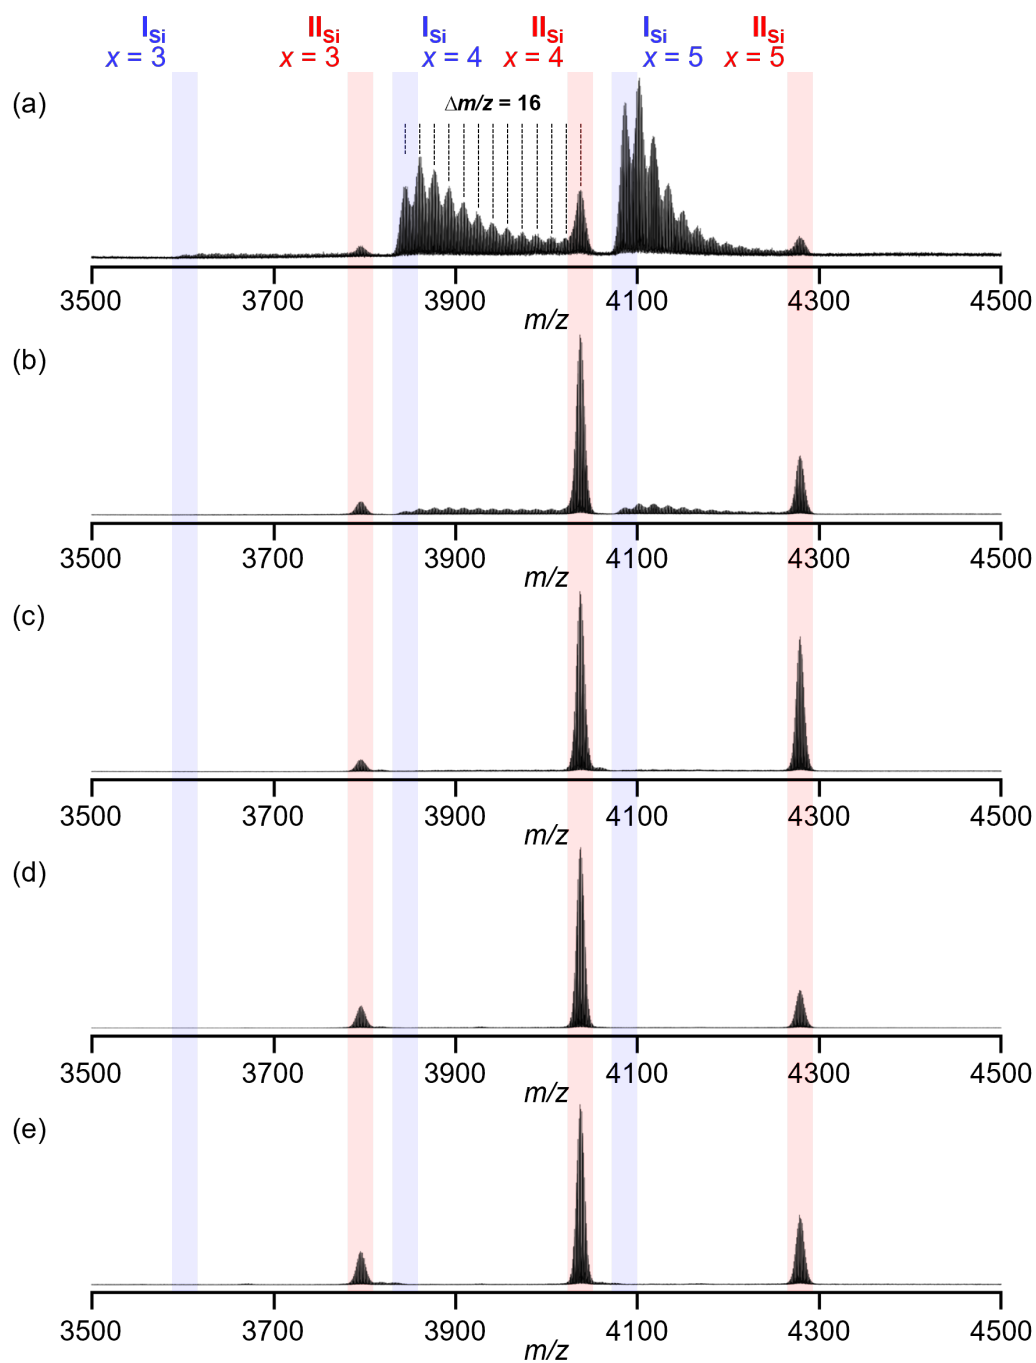 I_Si II_Si I_Si II_Si I_Si II_Si
x = 3 x = 3 x = 4 x = 4 x = 5 x = 5
(a)
Δm/z = 16
3500 3700 3900 4100 4300 4500
m/z
(b)
3500 3700 3900 4100 4300 4500
m/z
(c)
3500 3700 3900 4100 4300 4500
m/z
(d)
3500 3700 3900 4100 4300 4500
m/z
(e)
3500 3700 3900 4100 4300 4500
m/z